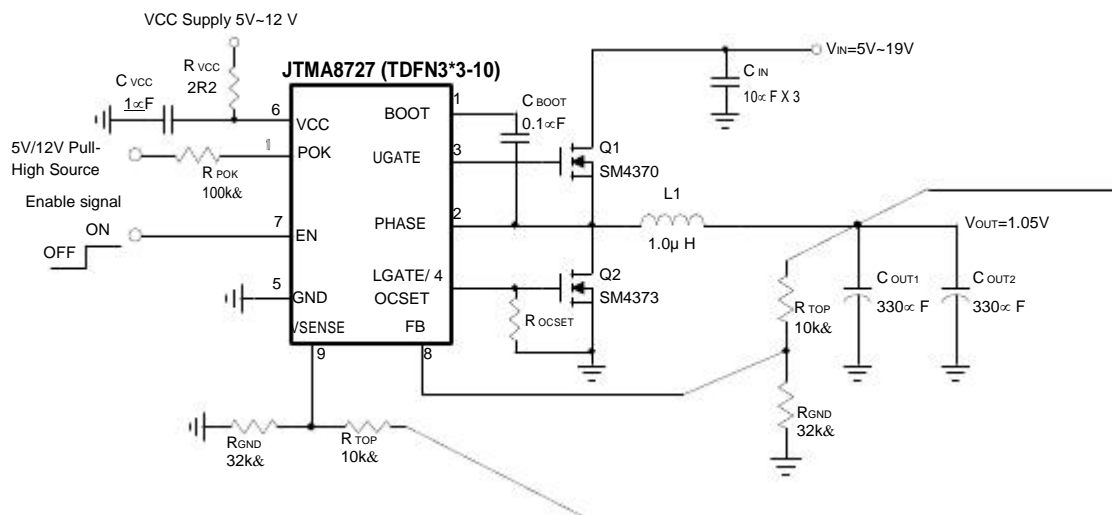 VCC Supply 5V~12 V
R VCC
2R2
C VCC
1∝F
JTMA8727 (TDFN3*3-10)
6
VCC
BOOT
1
C BOOT
0.1∝F
VIN=5V~19V
C IN
10∝ F X 3
5V/12V Pull-
High Source
R POK
100k&
1
POK
UGATE
3
Q1
SM4370
Enable signal
ON
OFF
7
EN
PHASE
2
L1
1.0μ H
VOUT=1.05V
5
GND
LGATE/ 4
OCSET
Q2
SM4373
R OCSET
R TOP
10k&
C OUT1
330∝ F
C OUT2
330∝ F
VSENSE
FB
9
8
RGND
32k&
RGND
32k&
R TOP
10k&